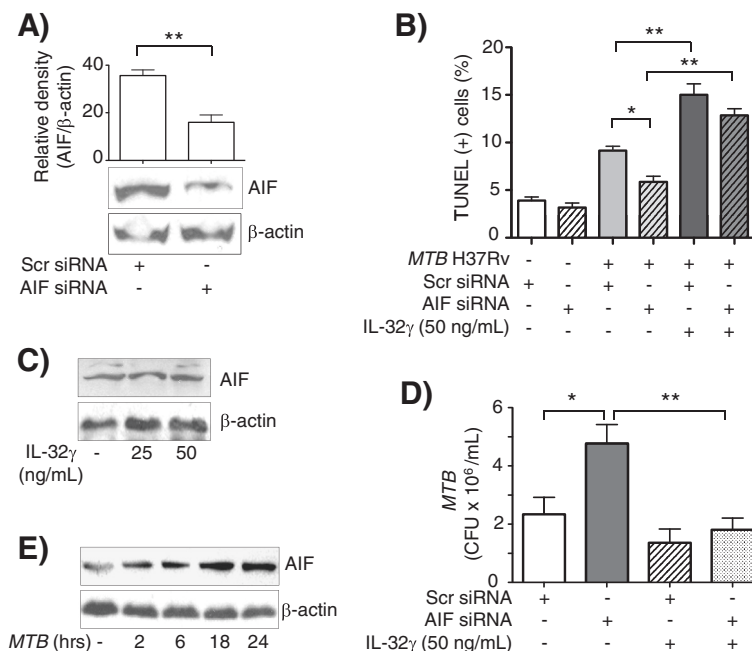 A)
**
Relative density
(AIF/β-actin)
40
20
0
AIF
β-actin
Scr siRNA + -
AIF siRNA - +
B)
**
**
*
TUNEL (+) cells (%)
20
15
10
5
0
MTB H37Rv - - + + + +
Scr siRNA + - + - + -
AIF siRNA - + - + - +
IL-32γ (50 ng/mL) - - - - + +
C)
AIF
β-actin
IL-32γ - 25 50
(ng/mL)
D)
*
**
MTB
(CFU x 10⁶/mL)
6
4
2
0
Scr siRNA + - + -
AIF siRNA - + - +
IL-32γ (50 ng/mL) - - + +
E)
AIF
β-actin
MTB (hrs) - 2 6 18 24